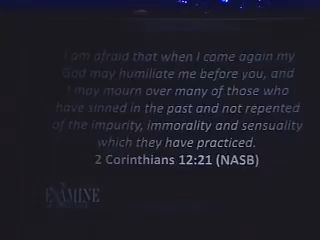 I am afraid that when I come again my
God may humiliate me before you, and
I may mourn over many of those who
have sinned in the past and not repented
of the impurity, immorality and sensuality
which they have practiced.
2 Corinthians 12:21 (NASB)
EXAMINE